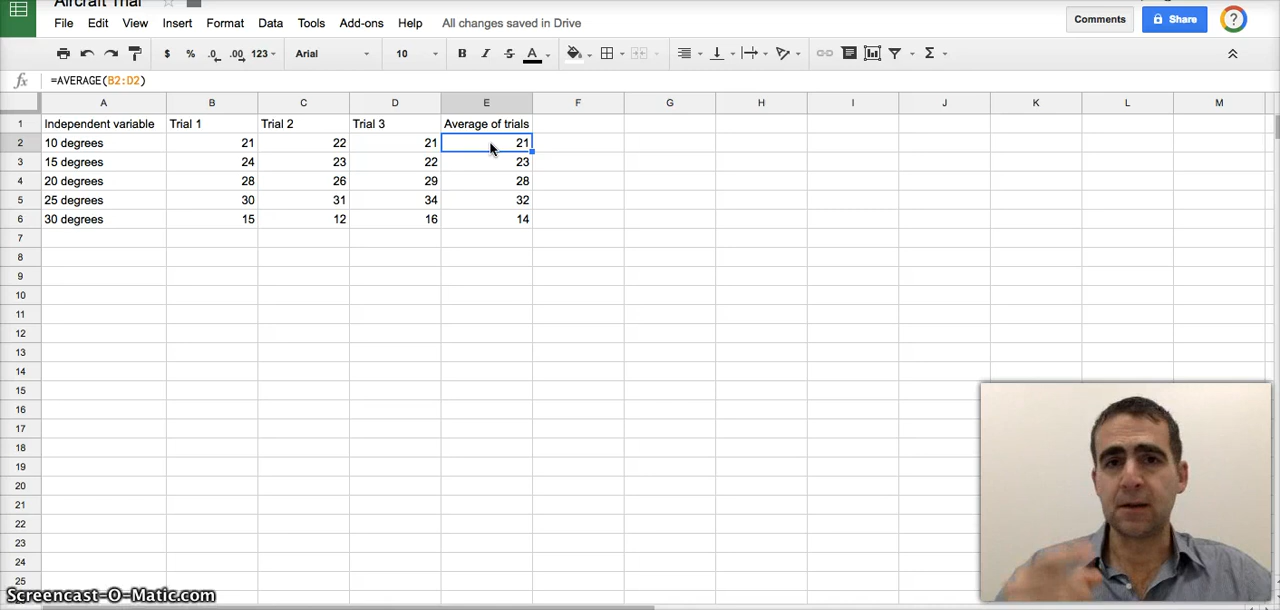 Aircraft Trial
File Edit View Insert Format Data Tools Add-ons Help All changes saved in Drive
Comments Share ?
$ % .0 .00 123 Arial 10 B I S A Σ
fx =AVERAGE(B2:D2)
A B C D E F G H I J K L M
1 Independent variable Trial 1 Trial 2 Trial 3 Average of trials
2 10 degrees 21 22 21 21
3 15 degrees 24 23 22 23
4 20 degrees 28 26 29 28
5 25 degrees 30 31 34 32
6 30 degrees 15 12 16 14
7
8
9
10
11
12
13
14
15
16
17
18
19
20
21
22
23
24
25
Screencast-O-Matic.com